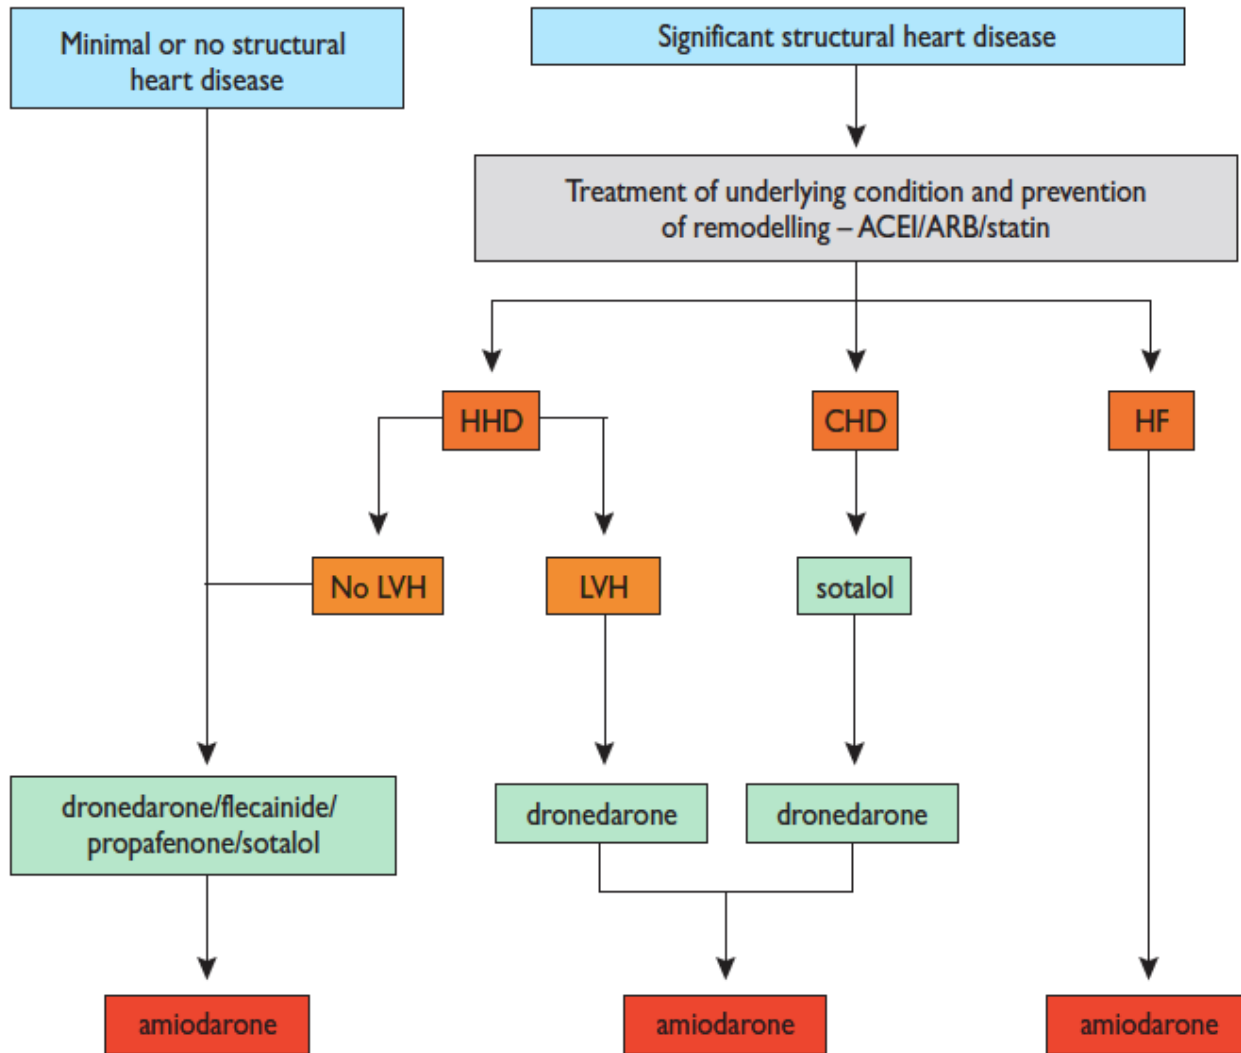 Minimal or no structural
heart disease
Significant structural heart disease
Treatment of underlying condition and prevention
of remodelling – ACEI/ARB/statin
HHD
CHD
HF
No LVH
LVH
sotalol
dronedarone/flecainide/
propafenone/sotalol
dronedarone
dronedarone
amiodarone
amiodarone
amiodarone